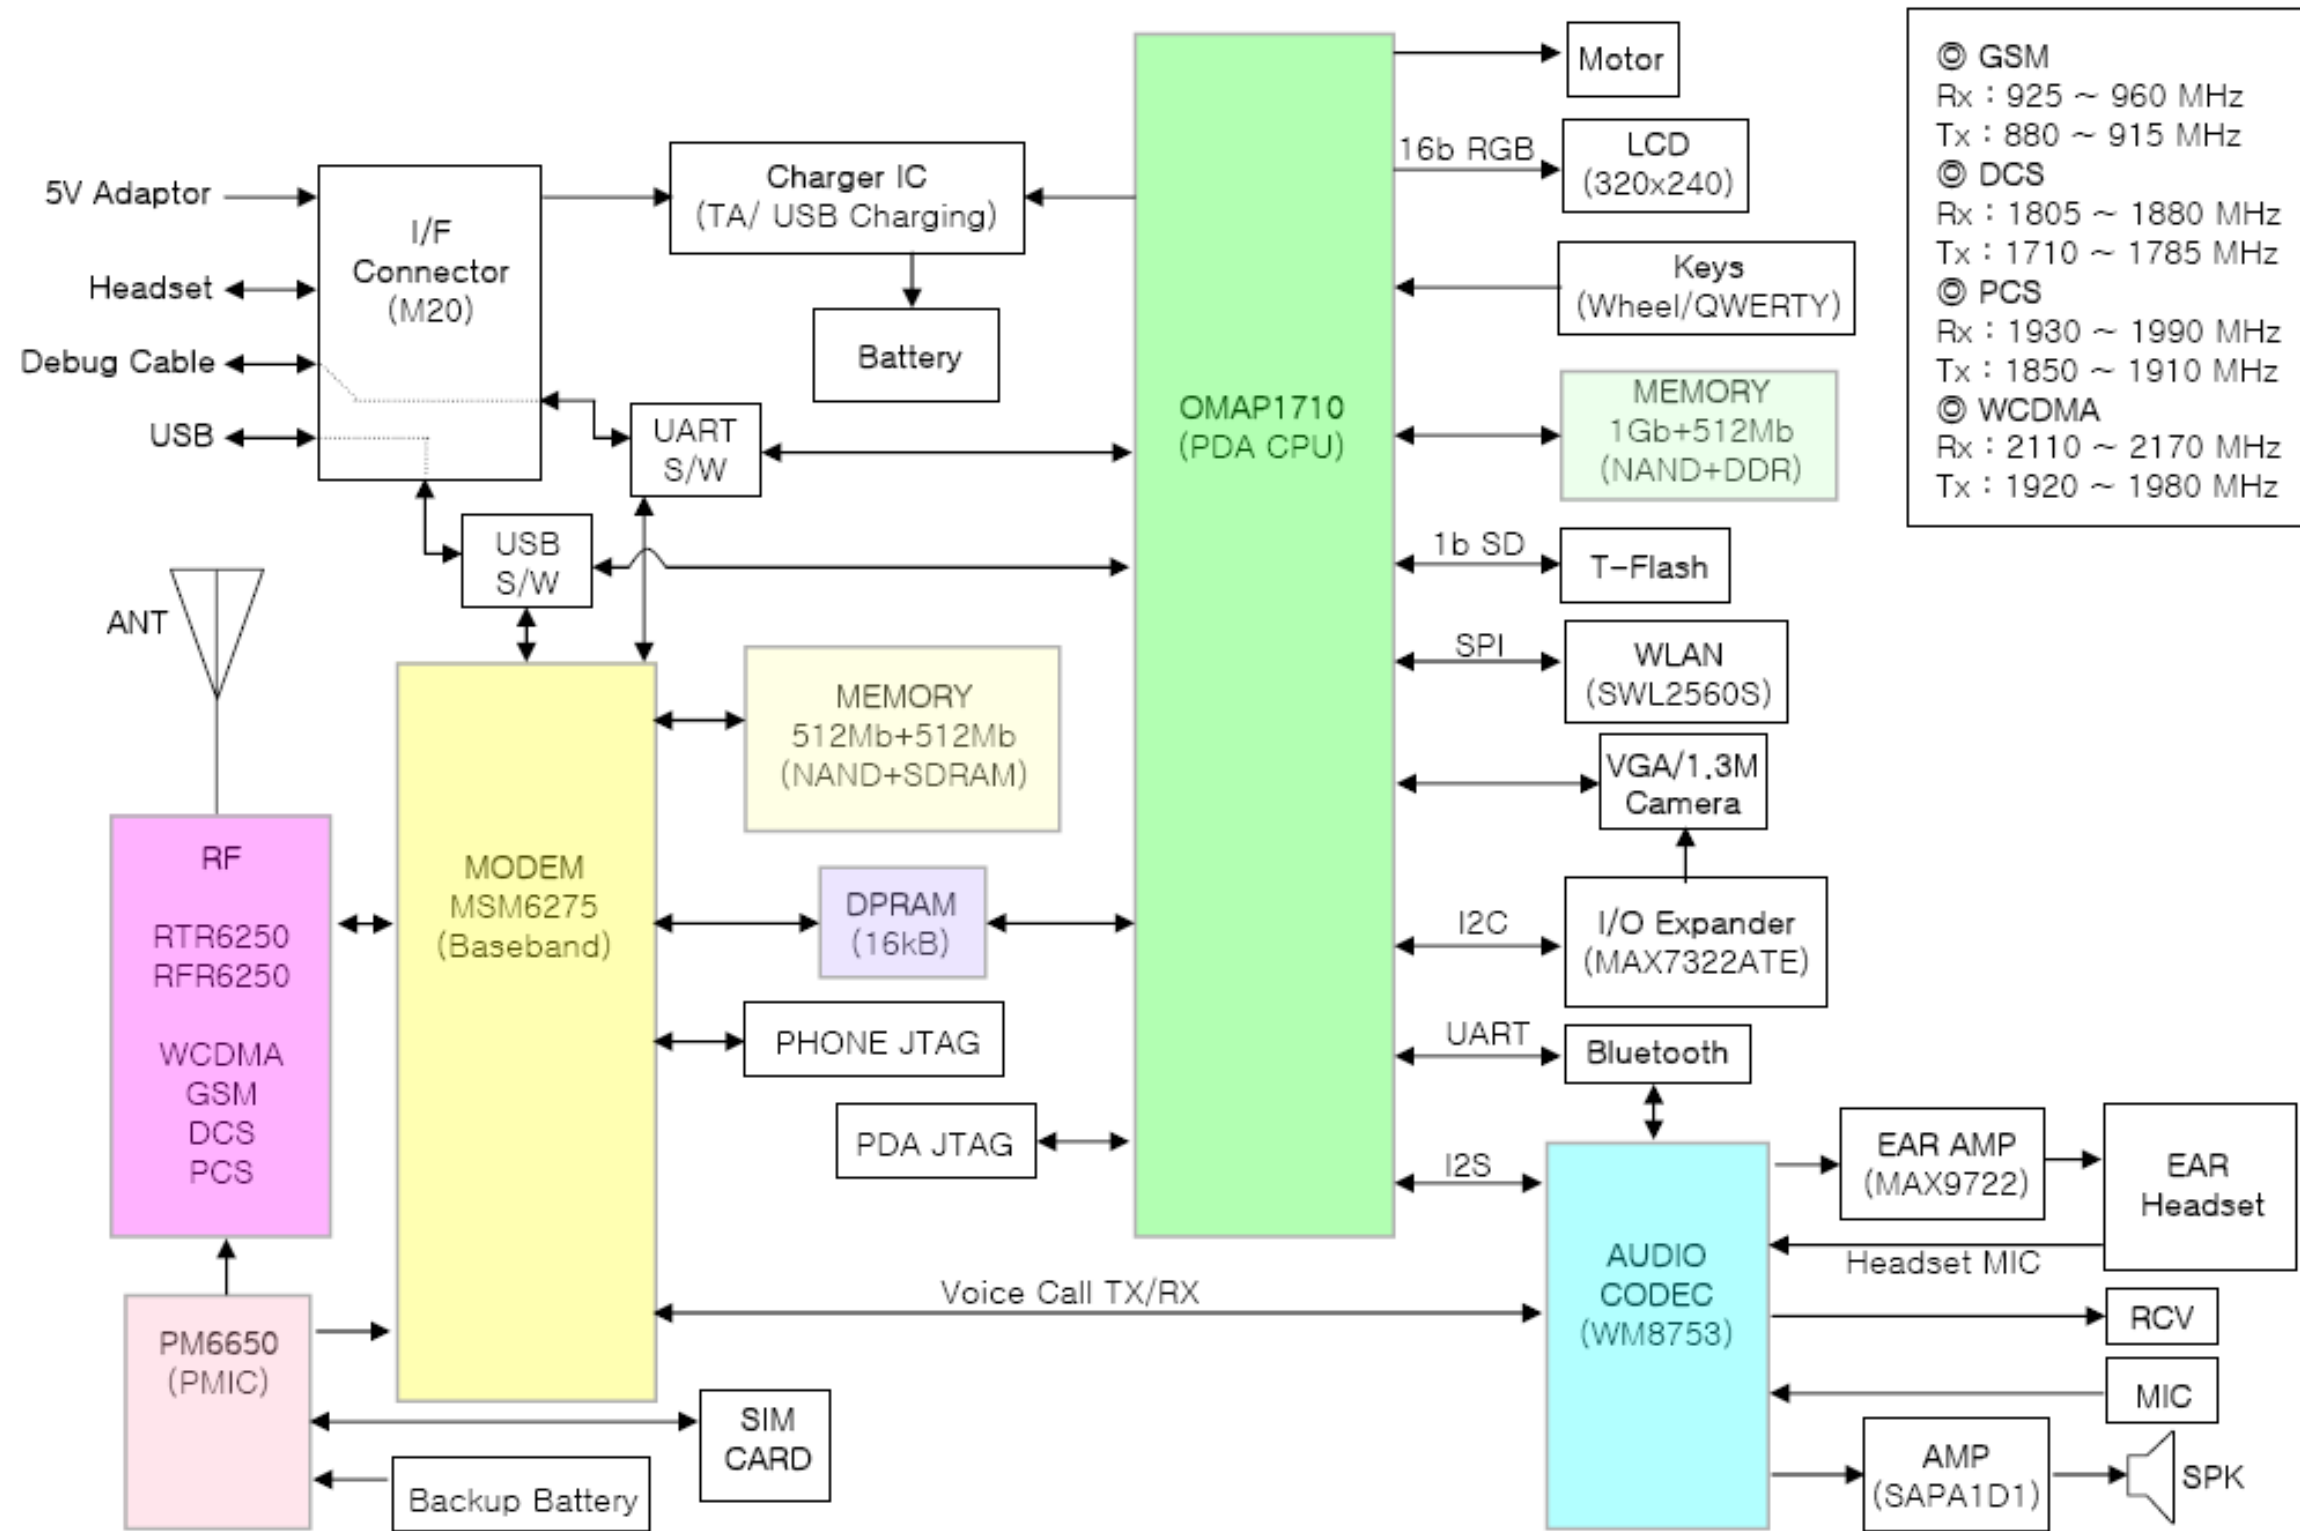 5V Adaptor
Headset
Debug Cable
USB
I/F
Connector
(M20)
Charger IC
(TA/ USB Charging)
Battery
UART
S/W
USB
S/W
ANT
RF
RTR6250
RFR6250
WCDMA
GSM
DCS
PCS
PM6650
(PMIC)
MODEM
MSM6275
(Baseband)
MEMORY
512Mb+512Mb
(NAND+SDRAM)
DPRAM
(16kB)
PHONE JTAG
PDA JTAG
Voice Call TX/RX
SIM
CARD
Backup Battery
OMAP1710
(PDA CPU)
Motor
16b RGB
LCD
(320x240)
Keys
(Wheel/QWERTY)
MEMORY
1Gb+512Mb
(NAND+DDR)
1b SD
T-Flash
SPI
WLAN
(SWL2560S)
VGA/1.3M
Camera
I2C
I/O Expander
(MAX7322ATE)
UART
Bluetooth
I2S
AUDIO
CODEC
(WM8753)
EAR AMP
(MAX9722)
EAR
Headset
Headset MIC
RCV
MIC
AMP
(SAPA1D1)
SPK
◎ GSM
Rx : 925 ~ 960 MHz
Tx : 880 ~ 915 MHz
◎ DCS
Rx : 1805 ~ 1880 MHz
Tx : 1710 ~ 1785 MHz
◎ PCS
Rx : 1930 ~ 1990 MHz
Tx : 1850 ~ 1910 MHz
◎ WCDMA
Rx : 2110 ~ 2170 MHz
Tx : 1920 ~ 1980 MHz